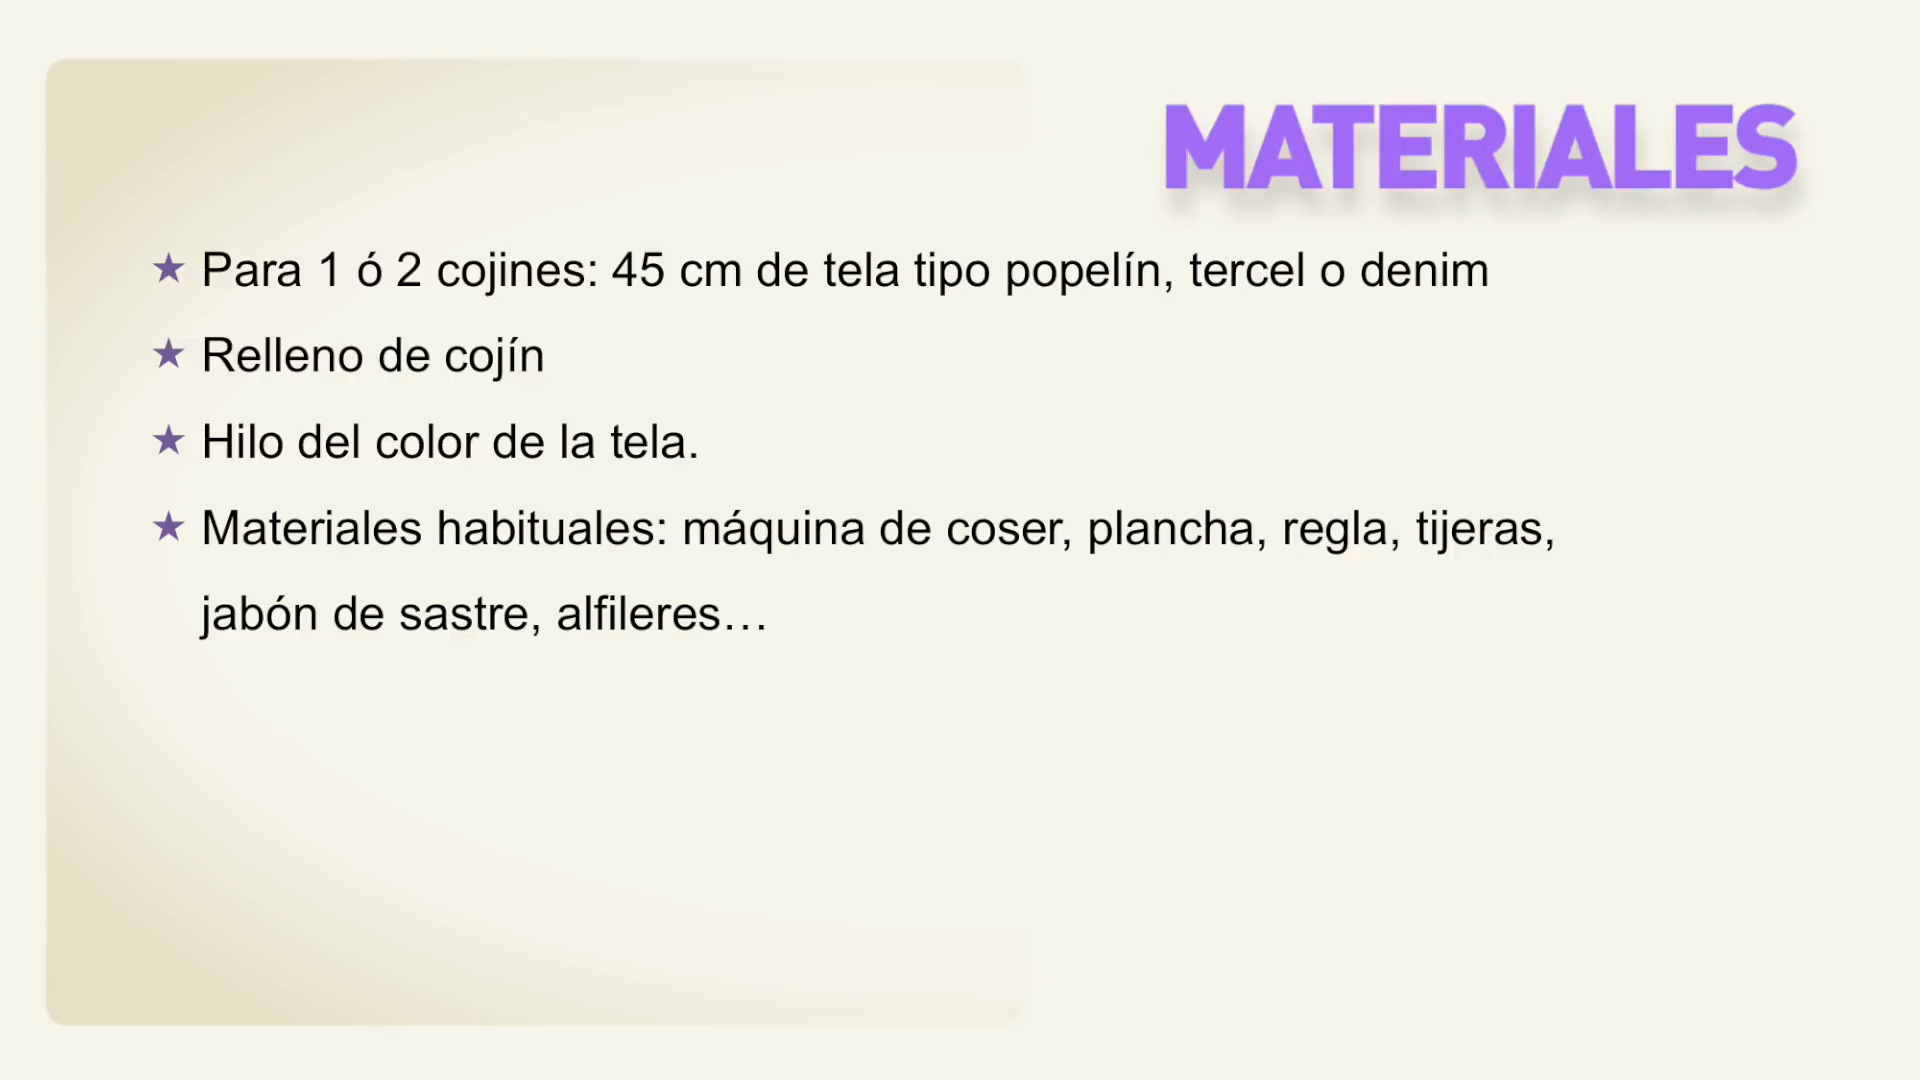 MATERIALES
★ Para 1 ó 2 cojines: 45 cm de tela tipo popelín, tercel o denim
★ Relleno de cojín
★ Hilo del color de la tela.
★ Materiales habituales: máquina de coser, plancha, regla, tijeras,
jabón de sastre, alfileres…